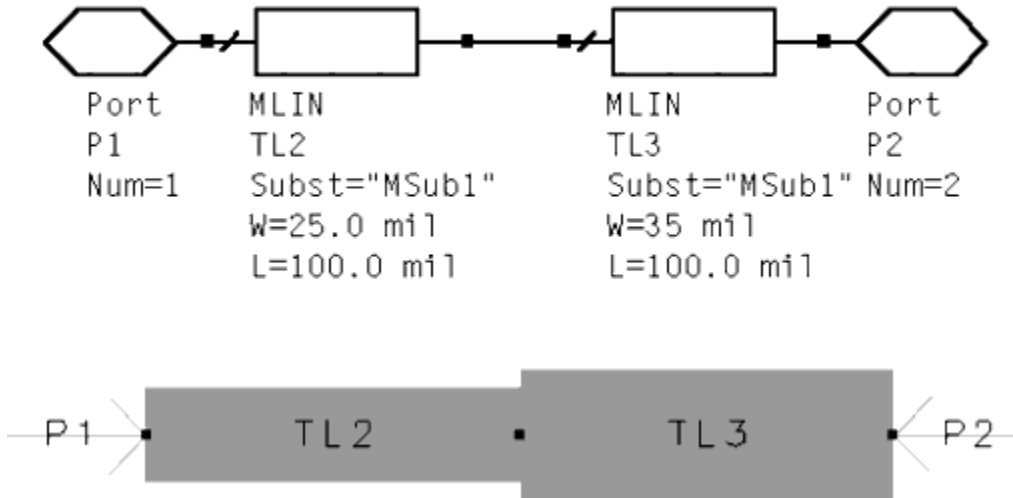 Port MLIN MLIN Port
P1 TL2 TL3 P2
Num=1 Subst="MSub1" Subst="MSub1" Num=2
W=25.0 mil W=35 mil
L=100.0 mil L=100.0 mil
P1 TL2 TL3 P2